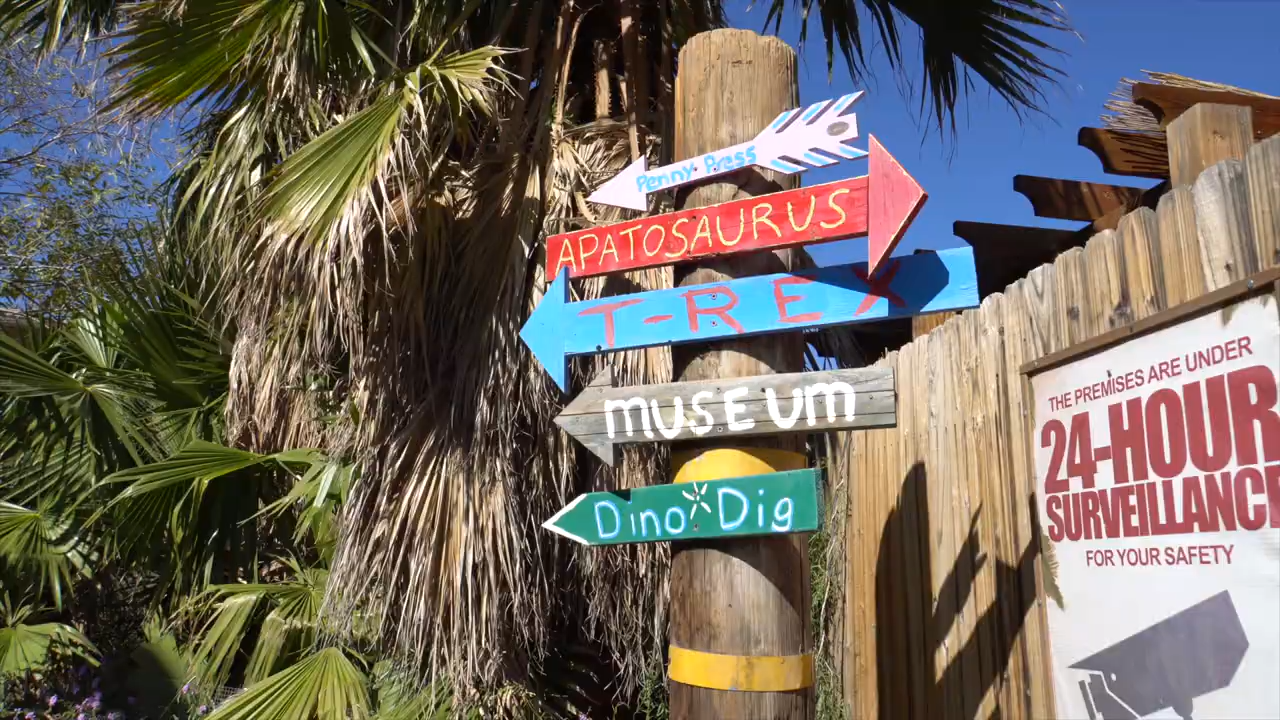 Penny Press
APATOSAURUS
T-REX
MUSEUM
Dino Dig
THE PREMISES ARE UNDER
24-HOUR
SURVEILLANCE
FOR YOUR SAFETY